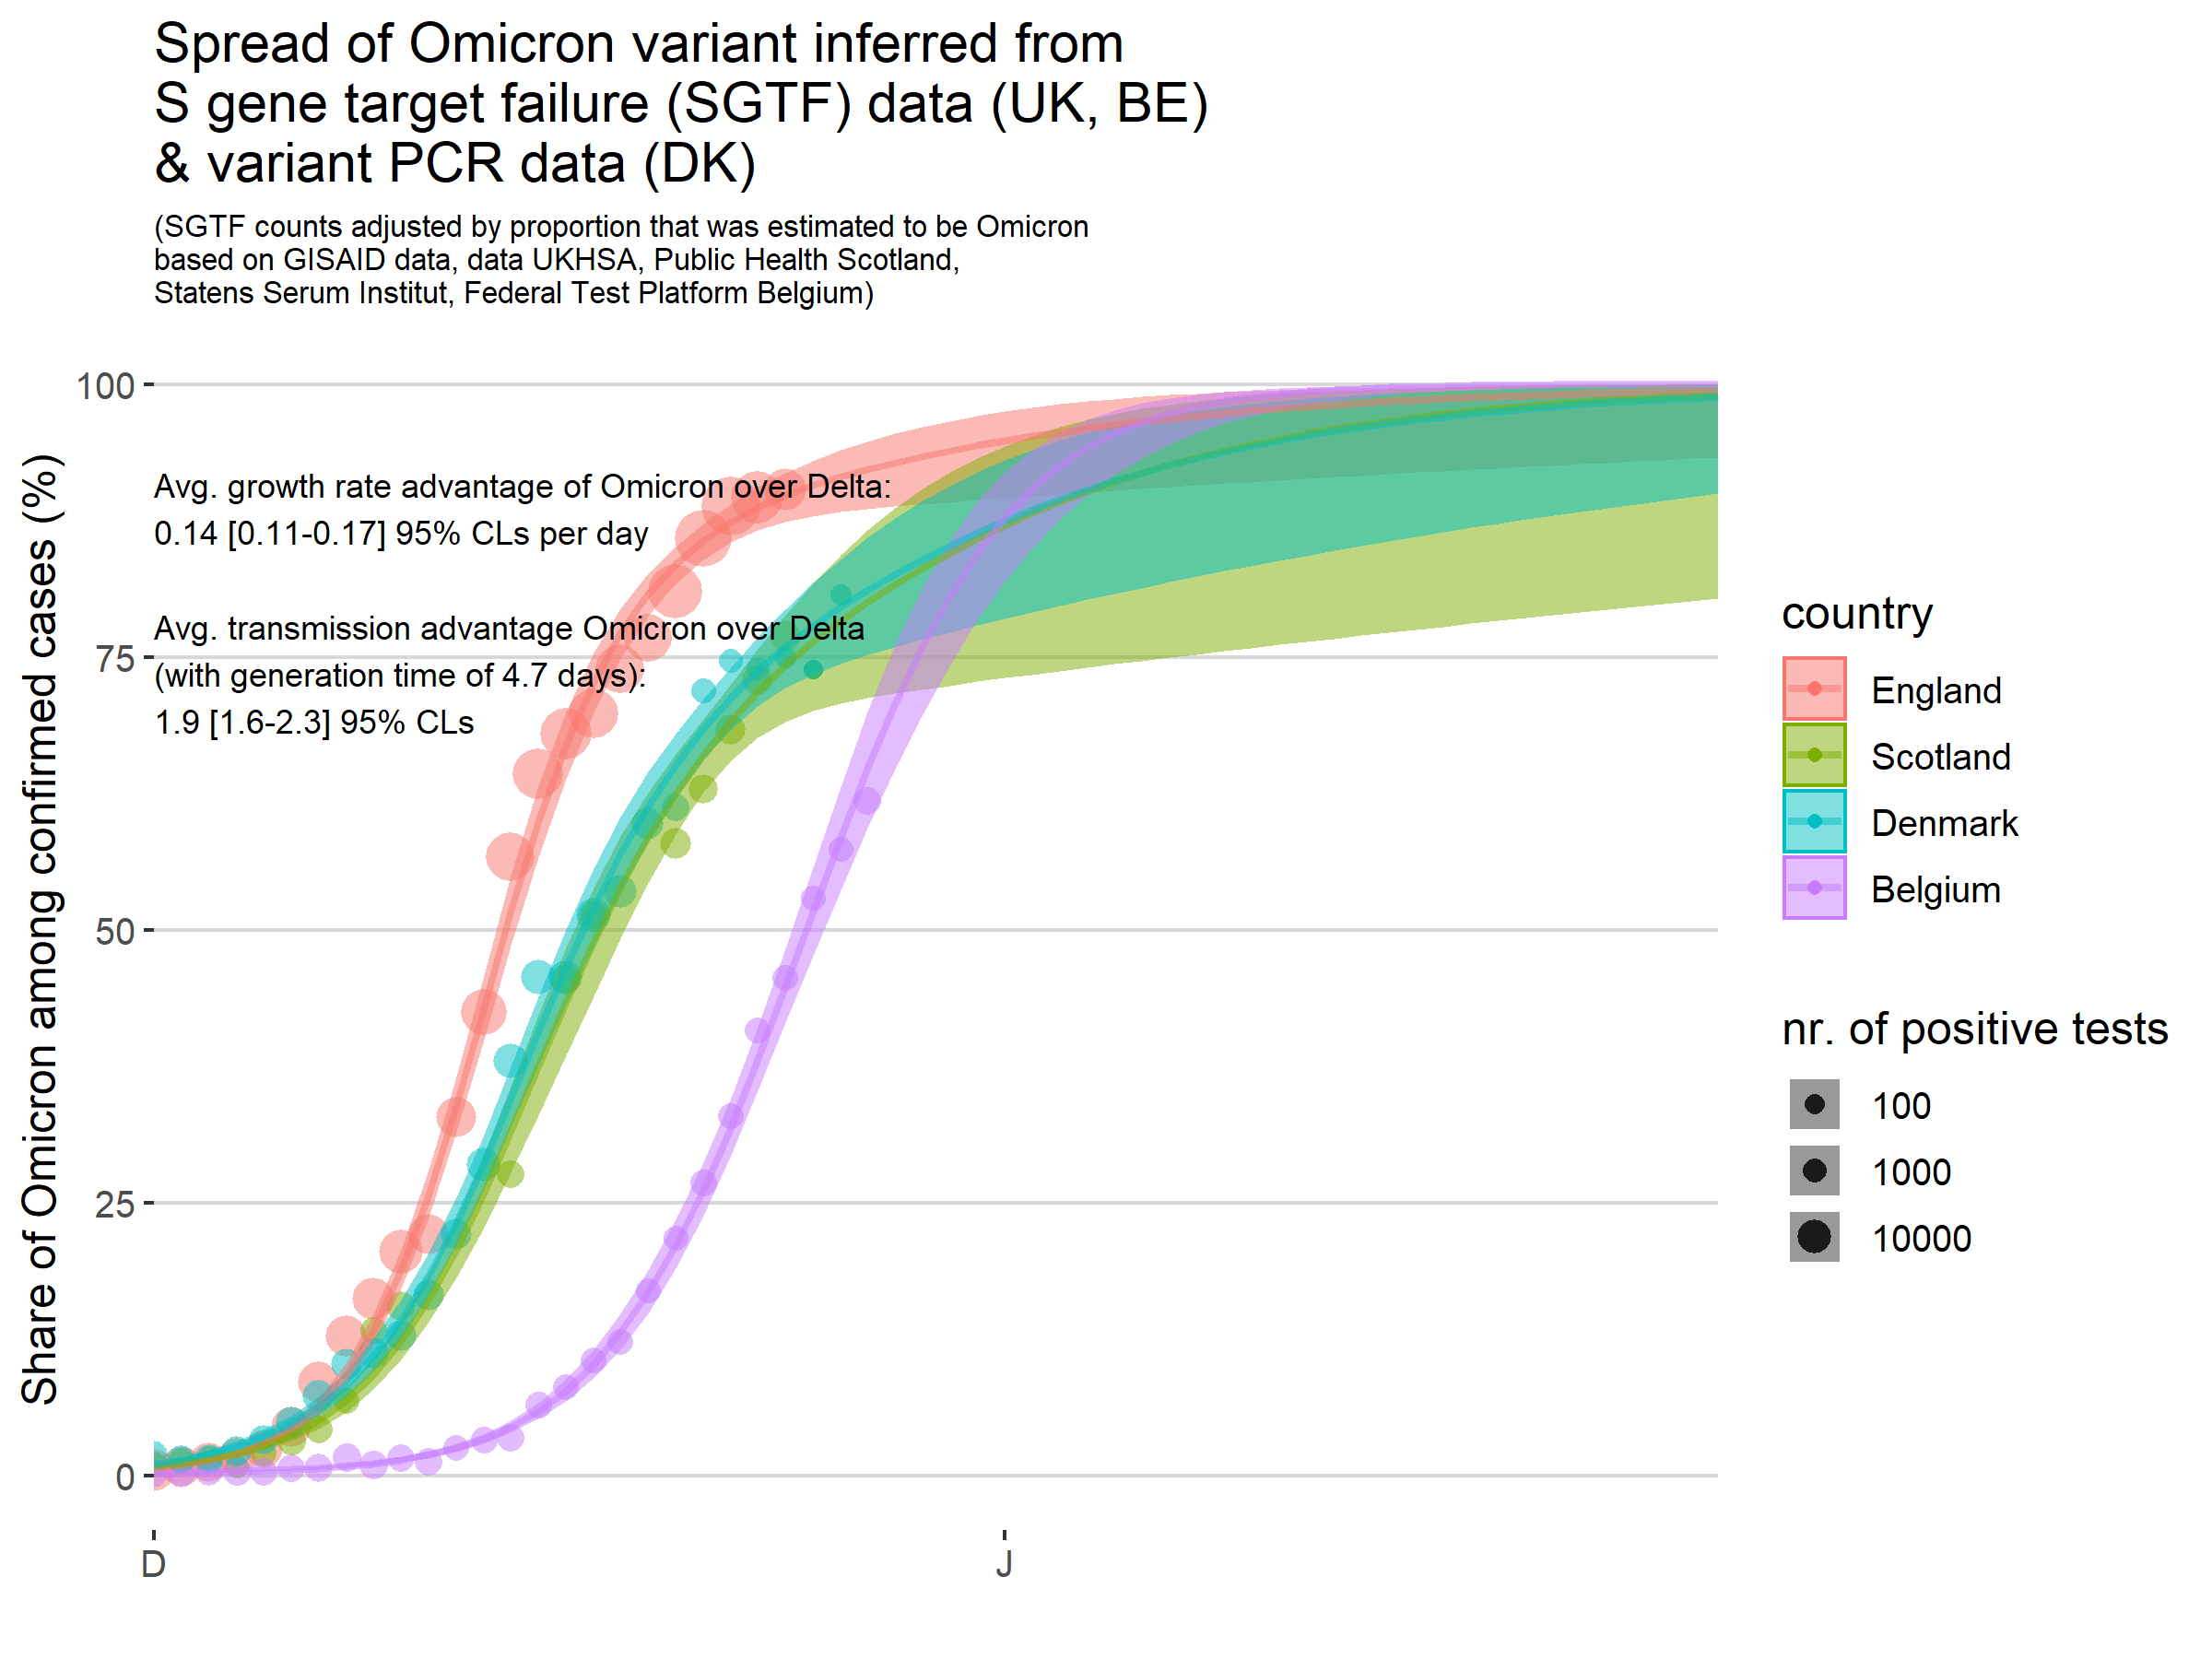 Spread of Omicron variant inferred from
S gene target failure (SGTF) data (UK, BE)
& variant PCR data (DK)
(SGTF counts adjusted by proportion that was estimated to be Omicron
based on GISAID data, data UKHSA, Public Health Scotland,
Statens Serum Institut, Federal Test Platform Belgium)
Share of Omicron among confirmed cases (%)
100
75
50
25
0
Avg. growth rate advantage of Omicron over Delta:
0.14 [0.11-0.17] 95% CLs per day
Avg. transmission advantage Omicron over Delta
(with generation time of 4.7 days):
1.9 [1.6-2.3] 95% CLs
D
J
country
England
Scotland
Denmark
Belgium
nr. of positive tests
100
1000
10000